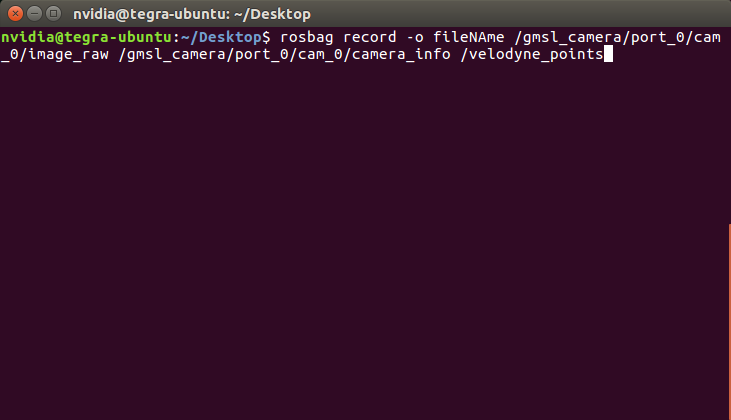 nvidia@tegra-ubuntu: ~/Desktop
nvidia@tegra-ubuntu:~/Desktop$ rosbag record -o fileNAme /gmsl_camera/port_0/cam
_0/image_raw /gmsl_camera/port_0/cam_0/camera_info /velodyne_points